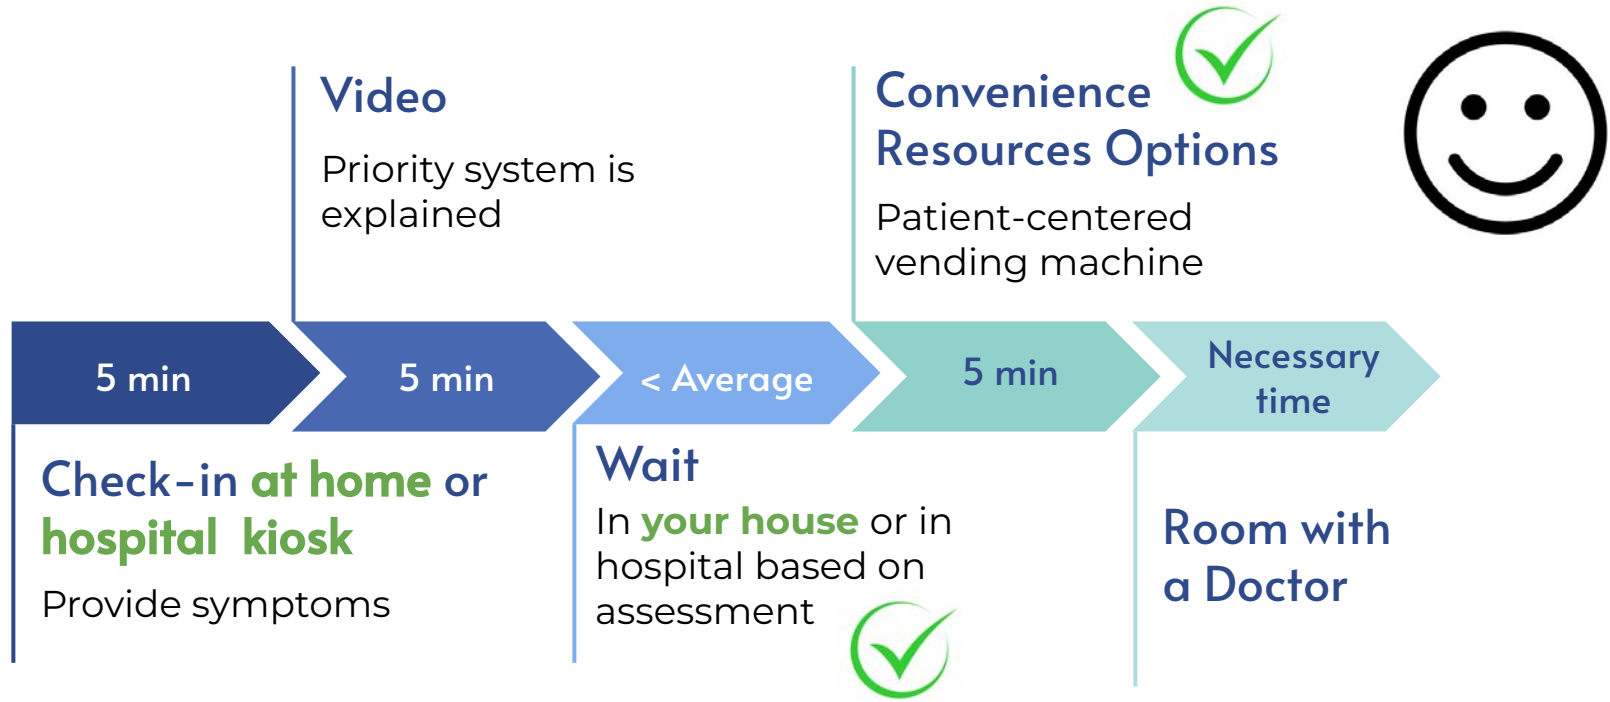 Video
Priority system is
explained
Convenience
Resources Options
Patient-centered
vending machine
5 min
5 min
< Average
5 min
Necessary
time
Check-in at home or
hospital kiosk
Provide symptoms
Wait
In your house or in
hospital based on
assessment
Room with
a Doctor